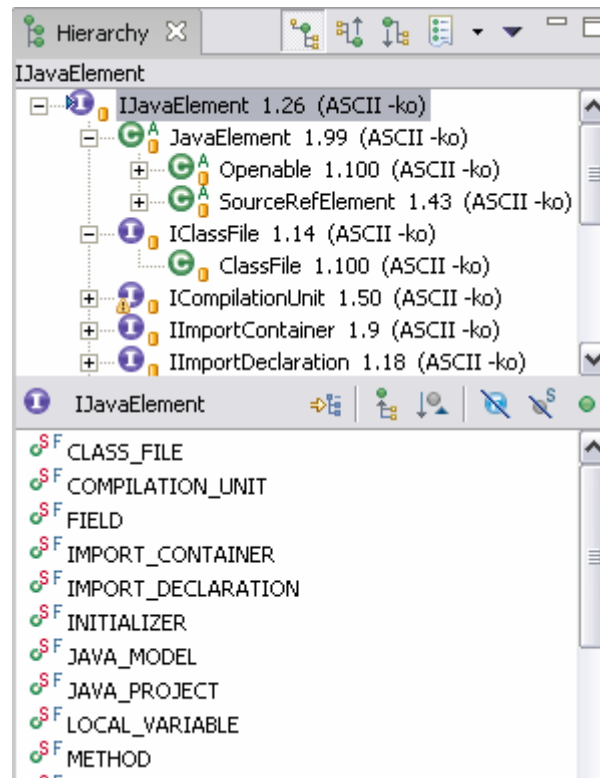 Hierarchy
IJavaElement
IJavaElement 1.26 (ASCII -ko)
JavaElement 1.99 (ASCII -ko)
Openable 1.100 (ASCII -ko)
SourceRefElement 1.43 (ASCII -ko)
IClassFile 1.14 (ASCII -ko)
ClassFile 1.100 (ASCII -ko)
ICompilationUnit 1.50 (ASCII -ko)
IImportContainer 1.9 (ASCII -ko)
IImportDeclaration 1.18 (ASCII -ko)
IJavaElement
CLASS_FILE
COMPILATION_UNIT
FIELD
IMPORT_CONTAINER
IMPORT_DECLARATION
INITIALIZER
JAVA_MODEL
JAVA_PROJECT
LOCAL_VARIABLE
METHOD